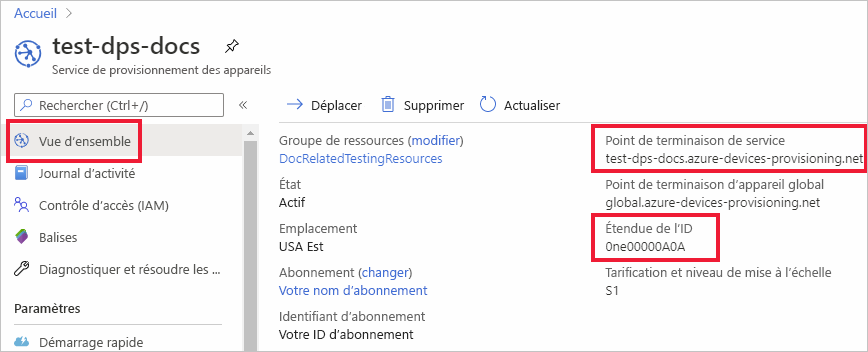 Accueil >
test-dps-docs
Service de provisionnement des appareils
Rechercher (Ctrl+/)
«
Vue d’ensemble
Journal d’activité
Contrôle d’accès (IAM)
Balises
Diagnostiquer et résoudre les ...
Paramètres
Démarrage rapide
Déplacer
Supprimer
Actualiser
Groupe de ressources (modifier)
DocRelatedTestingResources
État
Actif
Emplacement
USA Est
Abonnement (changer)
Votre nom d’abonnement
Identifiant d’abonnement
Votre ID d’abonnement
Point de terminaison de service
test-dps-docs.azure-devices-provisioning.net
Point de terminaison d’appareil global
global.azure-devices-provisioning.net
Étendue de l’ID
0ne00000A0A
Tarification et niveau de mise à l’échelle
S1